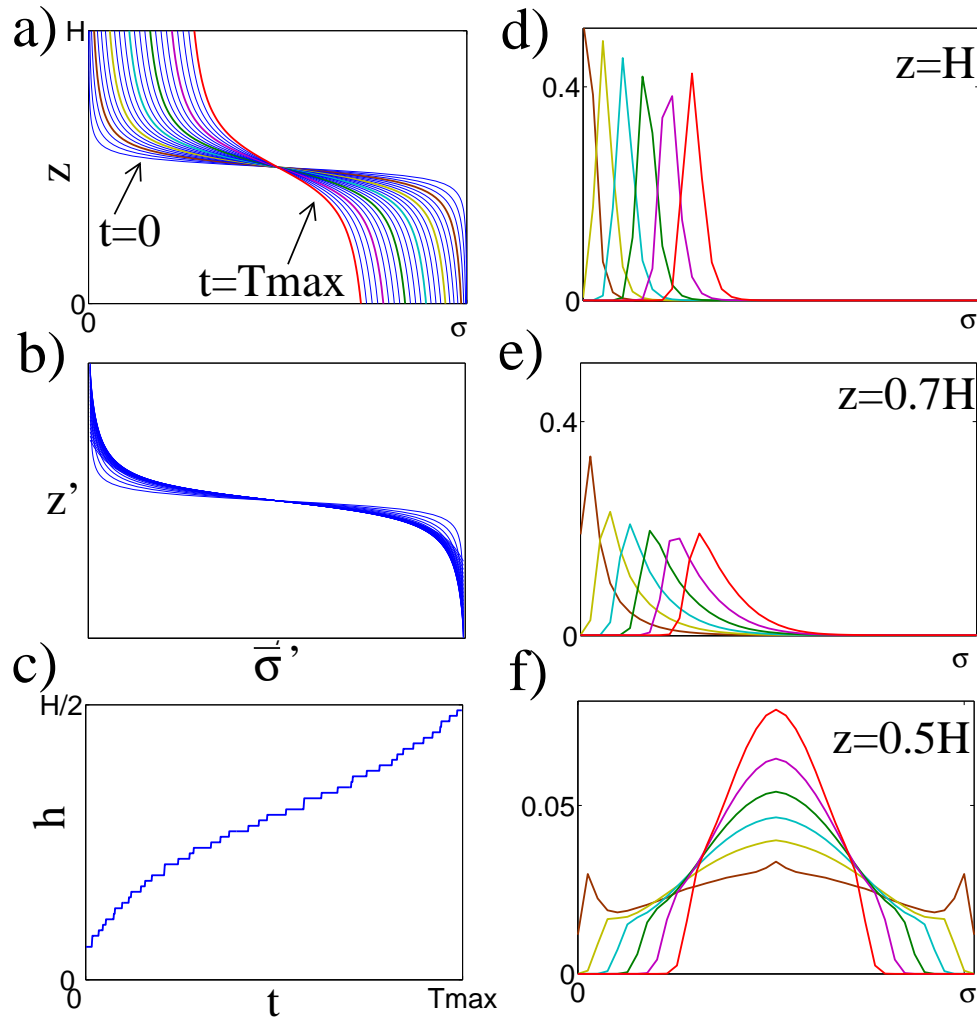 a)
H
z
t=0
t=Tmax
0
0
σ
b)
z'
σ̅'
c)
H/2
h
0
0
t
Tmax
d)
z=H
0.4
0
σ
e)
z=0.7H
0.4
0
σ
f)
z=0.5H
0.05
0
0
σ